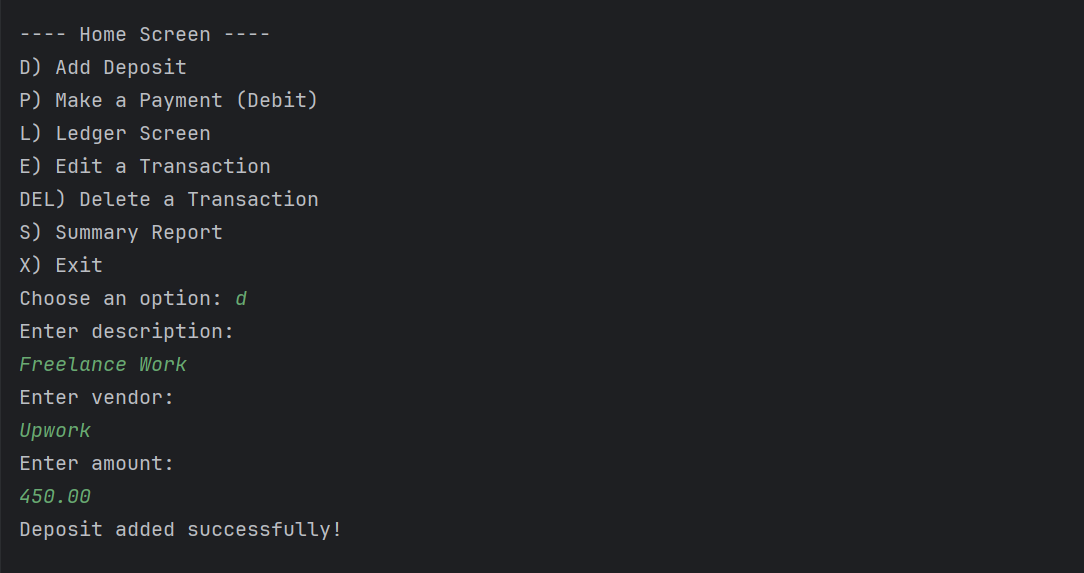 ---- Home Screen ----
D) Add Deposit
P) Make a Payment (Debit)
L) Ledger Screen
E) Edit a Transaction
DEL) Delete a Transaction
S) Summary Report
X) Exit
Choose an option: d
Enter description:
Freelance Work
Enter vendor:
Upwork
Enter amount:
450.00
Deposit added successfully!